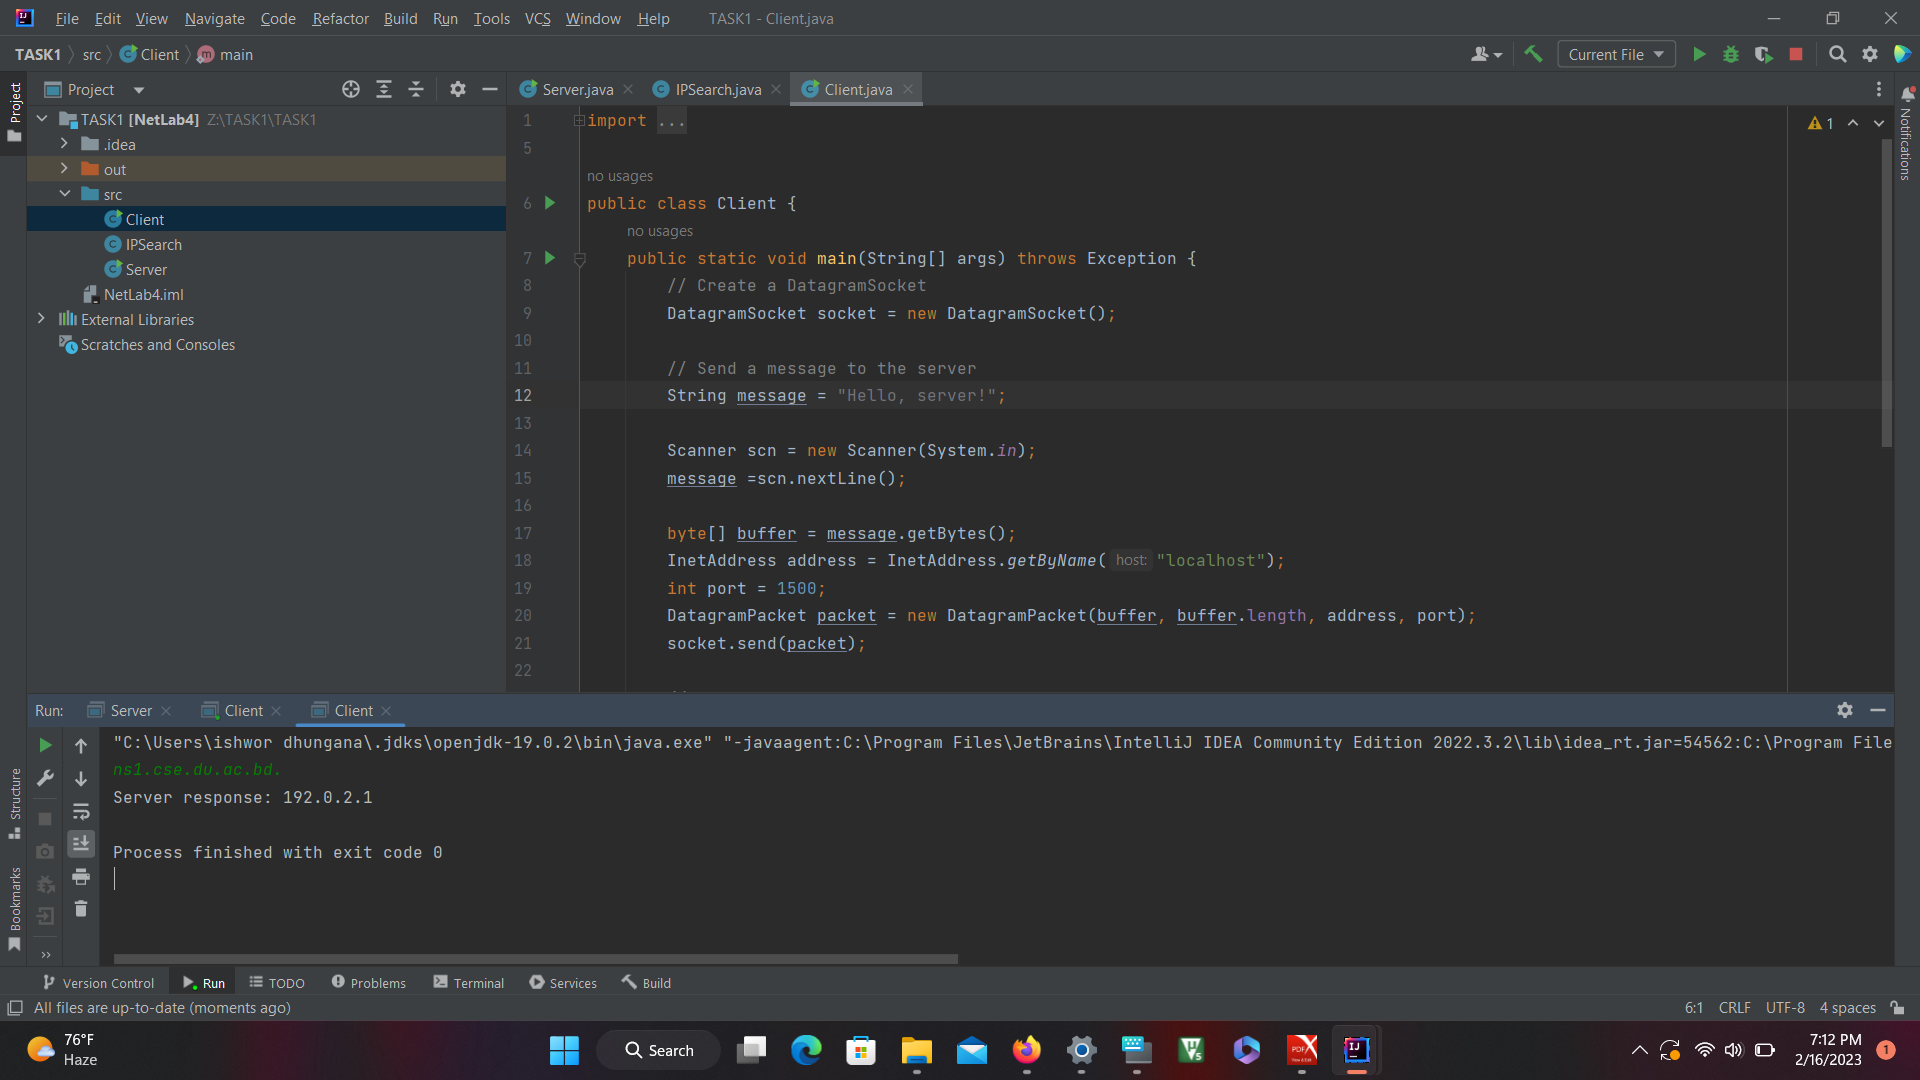 File Edit View Navigate Code Refactor Build Run Tools VCS Window Help TASK1 - Client.java
TASK1 src Client main
Current File
Project
Server.java IPSearch.java Client.java
Project
TASK1 [NetLab4] Z:\TASK1\TASK1
.idea
out
src
Client
IPSearch
Server
NetLab4.iml
External Libraries
Scratches and Consoles
1 import ...
5
no usages
6 public class Client {
no usages
7 public static void main(String[] args) throws Exception {
8 // Create a DatagramSocket
9 DatagramSocket socket = new DatagramSocket();
10
11 // Send a message to the server
12 String message = "Hello, server!";
13
14 Scanner scn = new Scanner(System.in);
15 message =scn.nextLine();
16
17 byte[] buffer = message.getBytes();
18 InetAddress address = InetAddress.getByName( host: "localhost");
19 int port = 1500;
20 DatagramPacket packet = new DatagramPacket(buffer, buffer.length, address, port);
21 socket.send(packet);
22
1
Notifications
Run: Server Client Client
"C:\Users\ishwor dhungana\.jdks\openjdk-19.0.2\bin\java.exe" "-javaagent:C:\Program Files\JetBrains\IntelliJ IDEA Community Edition 2022.3.2\lib\idea_rt.jar=54562:C:\Program File
ns1.cse.du.ac.bd.
Server response: 192.0.2.1
Process finished with exit code 0
Structure
Bookmarks
Version Control Run TODO Problems Terminal Services Build
All files are up-to-date (moments ago)
6:1 CRLF UTF-8 4 spaces
76°F
Haze
Search
7:12 PM
2/16/2023
1